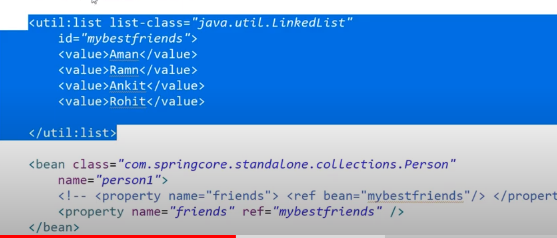 <util:list list-class="java.util.LinkedList"
id="mybestfriends">
<value>Aman</value>
<value>Ramn</value>
<value>Ankit</value>
<value>Rohit</value>
</util:list>
<bean class="com.springcore.standalone.collections.Person"
name="person1">
<!-- <property name="friends"> <ref bean="mybestfriends"/> </propert
<property name="friends" ref="mybestfriends" />
</bean>